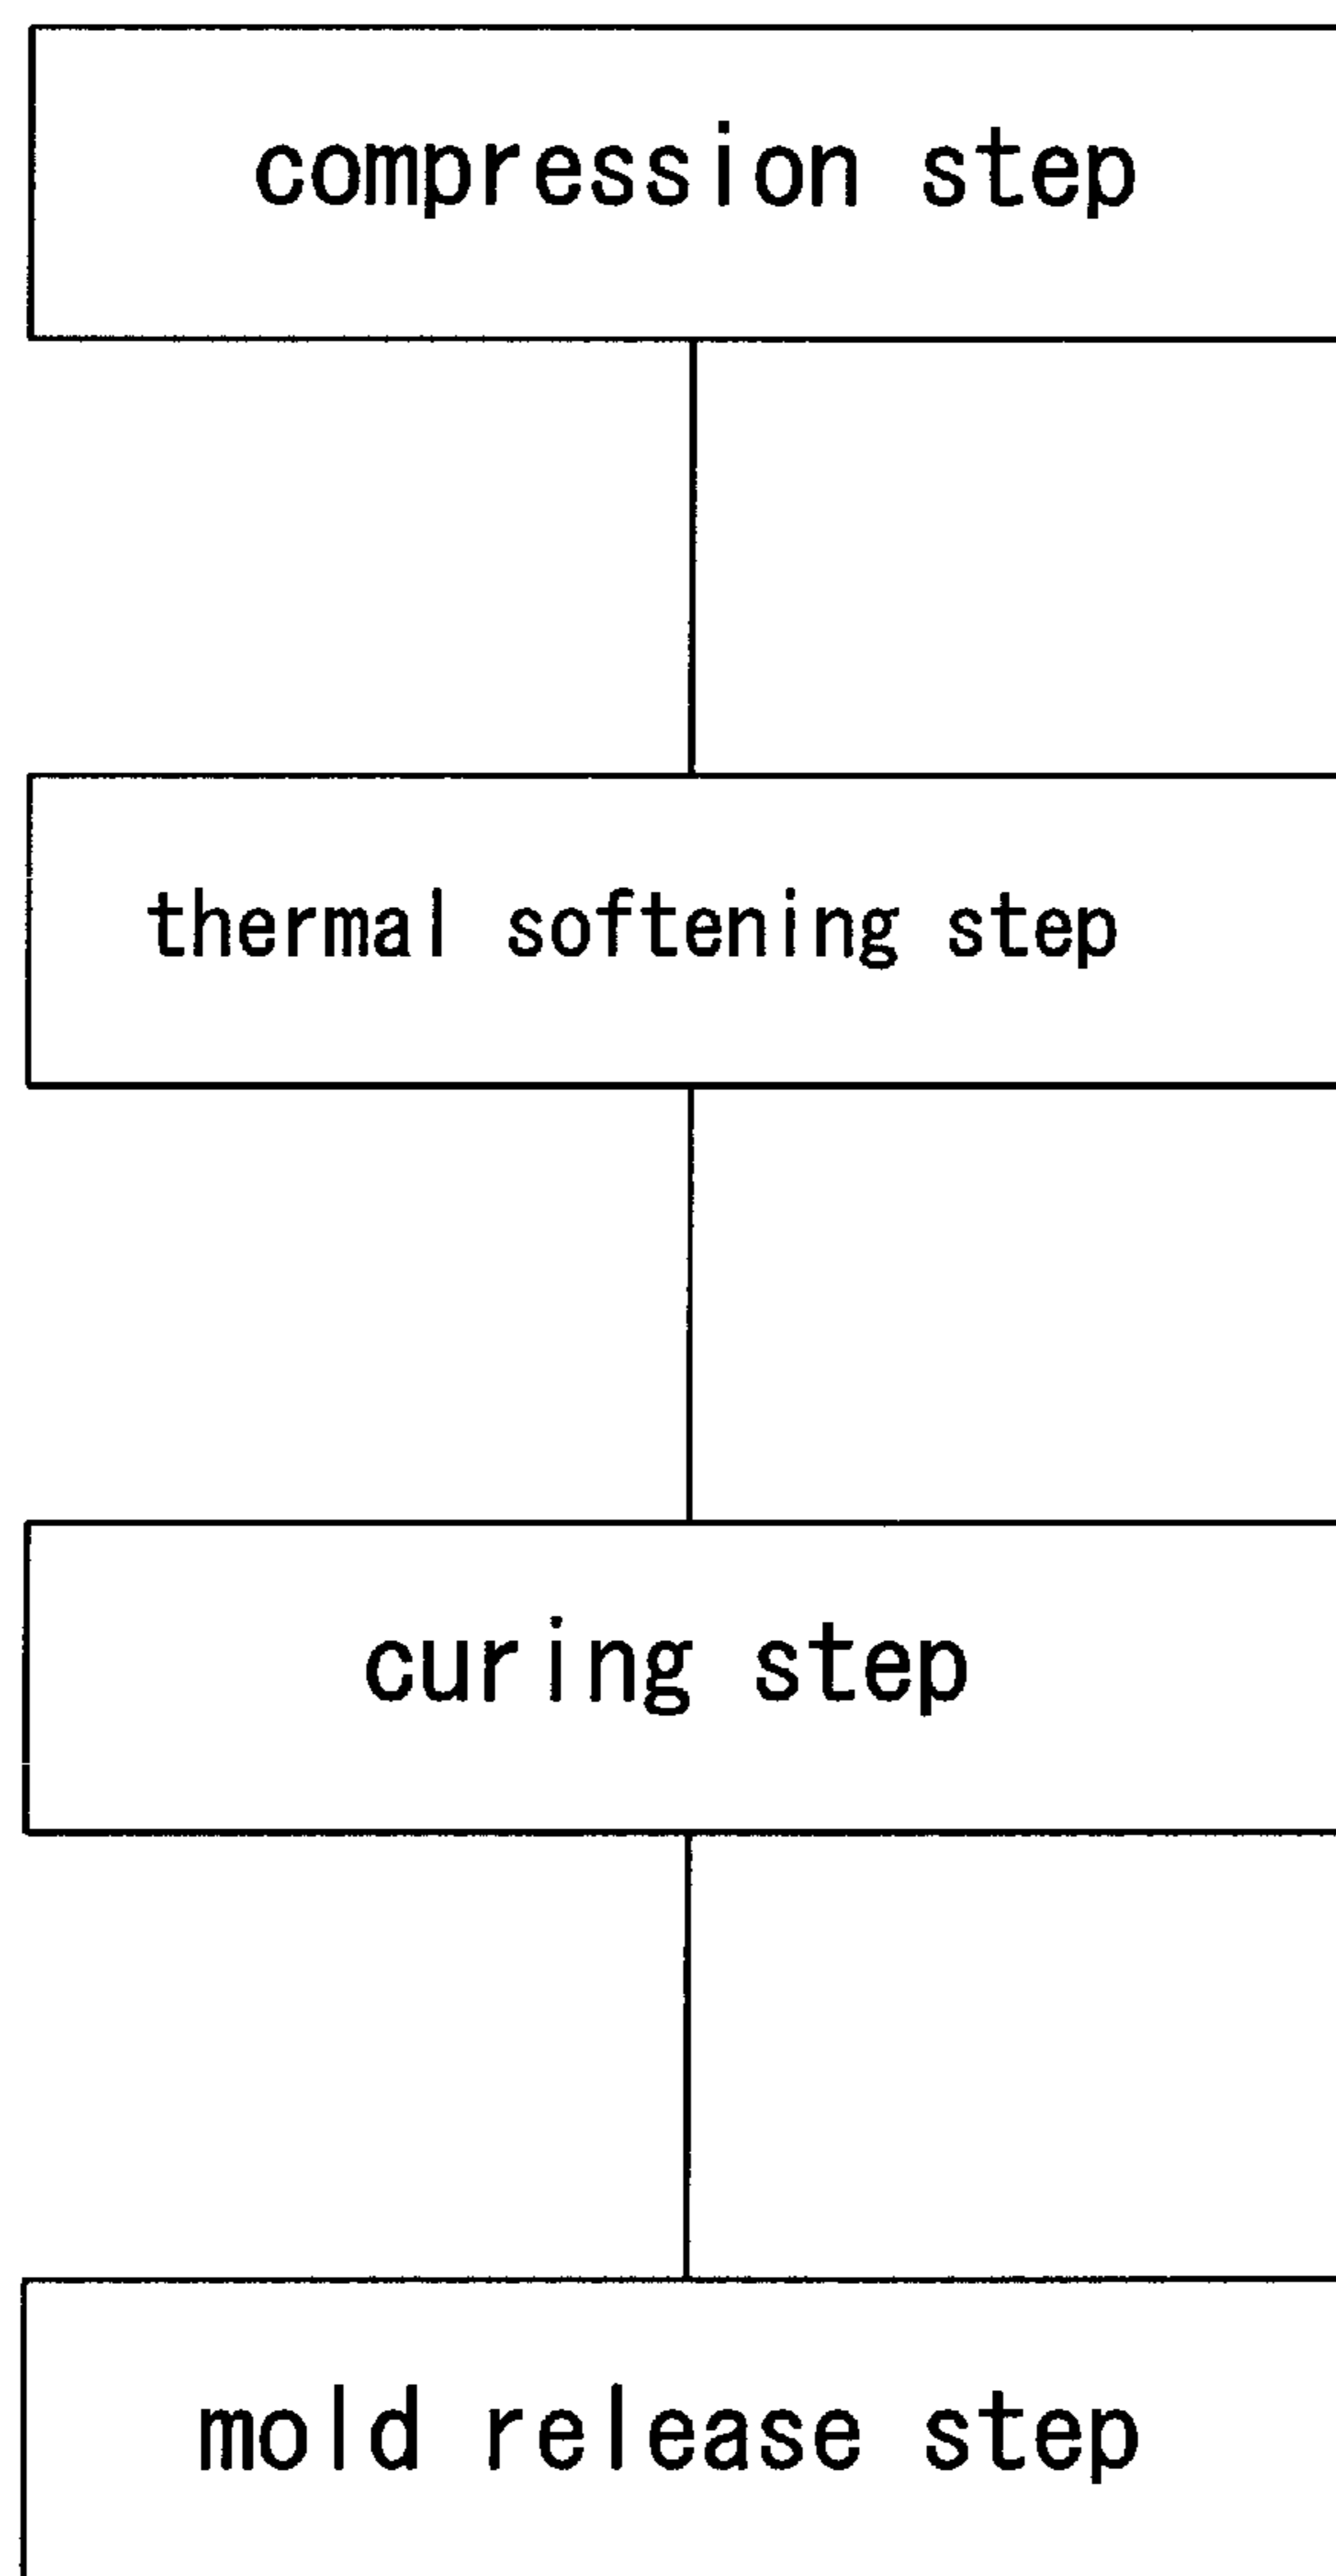 compression step
thermal softening step
curing step
mold release step